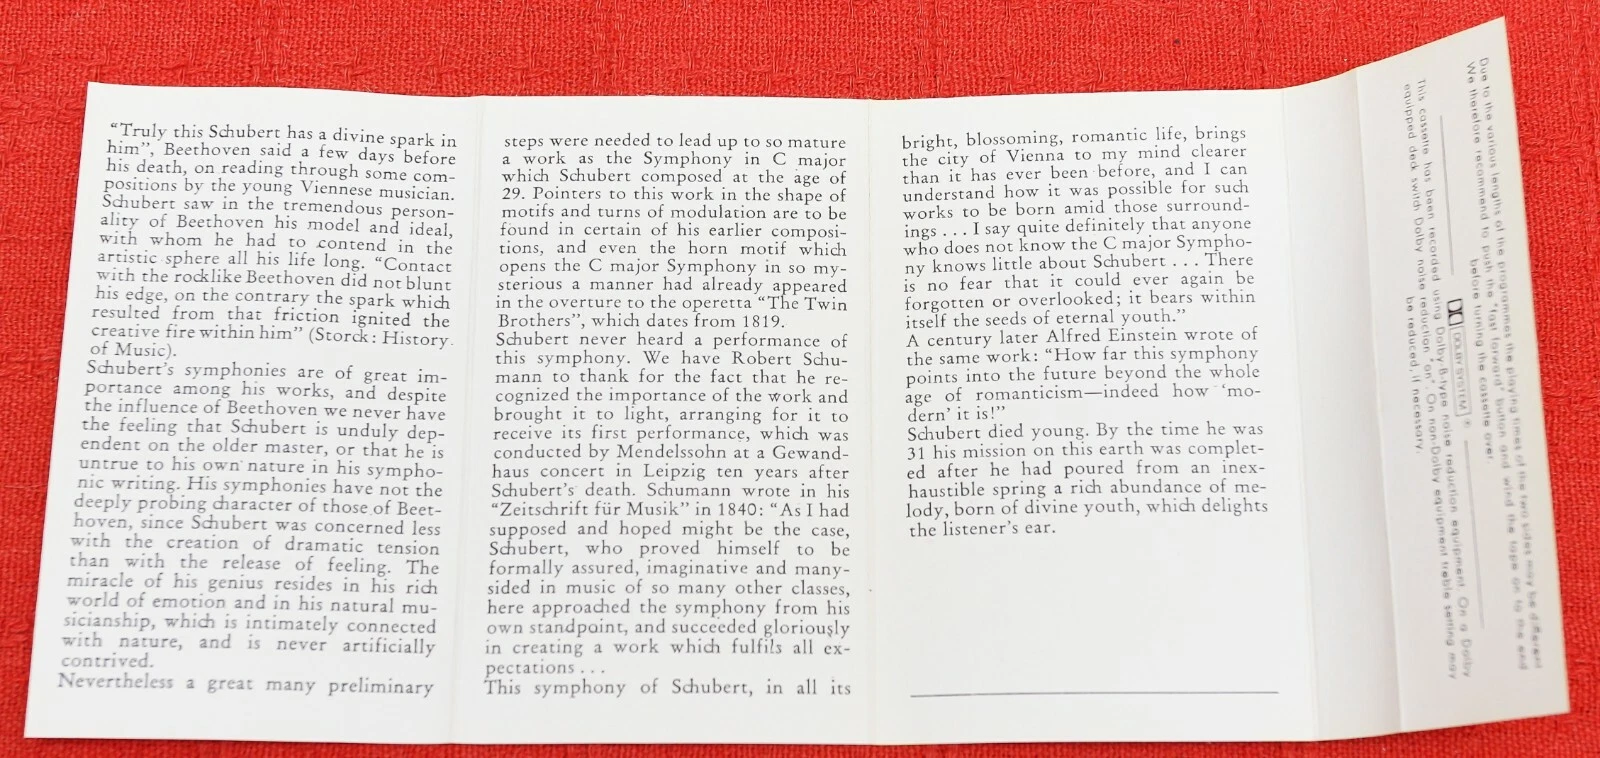 “Truly this Schubert has a divine spark in
him”, Beethoven said a few days before
his death, on reading through some com-
positions by the young Viennese musician.
Schubert saw in the tremendous person-
ality of Beethoven his model and ideal,
with whom he had to contend in the
artistic sphere all his life long. “Contact
with the rocklike Beethoven did not blunt
his edge, on the contrary the spark which
resulted from that friction ignited the
creative fire within him” (Storck: History
of Music).
Schubert’s symphonies are of great im-
portance among his works, and despite
the influence of Beethoven we never have
the feeling that Schubert is unduly dep-
endent on the older master, or that he is
untrue to his own nature in his sympho-
nic writing. His symphonies have not the
deeply probing character of those of Beet-
hoven, since Schubert was concerned less
with the creation of dramatic tension
than with the release of feeling. The
miracle of his genius resides in his rich
world of emotion and in his natural mu-
sicianship, which is intimately connected
with nature, and is never artificially
contrived.
Nevertheless a great many preliminary
steps were needed to lead up to so mature
a work as the Symphony in C major
which Schubert composed at the age of
29. Pointers to this work in the shape of
motifs and turns of modulation are to be
found in certain of his earlier composi-
tions, and even the horn motif which
opens the C major Symphony in so my-
sterious a manner had already appeared
in the overture to the operetta “The Twin
Brothers”, which dates from 1819.
Schubert never heard a performance of
this symphony. We have Robert Schu-
mann to thank for the fact that he re-
cognized the importance of the work and
brought it to light, arranging for it to
receive its first performance, which was
conducted by Mendelssohn at a Gewand-
haus concert in Leipzig ten years after
Schubert’s death. Schumann wrote in his
“Zeitschrift für Musik” in 1840: “As I had
supposed and hoped might be the case,
Schubert, who proved himself to be
formally assured, imaginative and many-
sided in music of so many other classes,
here approached the symphony from his
own standpoint, and succeeded gloriously
in creating a work which fulfils all ex-
pectations . . .
This symphony of Schubert, in all its
bright, blossoming, romantic life, brings
the city of Vienna to my mind clearer
than it has ever been before, and I can
understand how it was possible for such
works to be born amid those surround-
ings . . . I say quite definitely that anyone
who does not know the C major Sympho-
ny knows little about Schubert . . . There
is no fear that it could ever again be
forgotten or overlooked; it bears within
itself the seeds of eternal youth.”
A century later Alfred Einstein wrote of
the same work: “How far this symphony
points into the future beyond the whole
age of romanticism—indeed how ‘mo-
dern’ it is!”
Schubert died young. By the time he was
31 his mission on this earth was complet-
ed after he had poured from an inex-
haustible spring a rich abundance of me-
lody, born of divine youth, which delights
the listener’s ear.
Due to the various lengths of the programmes the playing times of the two sides may be different
We therefore recommend to push the “fast forward” button and wind the tape on to the end
before turning the cassette over.
DOLBY SYSTEM ®
This cassette has been recorded using Dolby-B-type noise reduction equipment. On a Dolby
equipped deck switch Dolby noise reduction “on”. On non-Dolby equipment treble setting may
be reduced, if necessary.